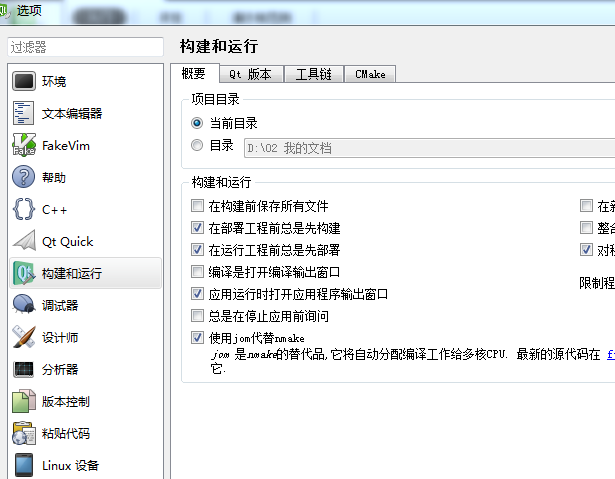 选项
过滤器
环境
文本编辑器
FakeVim
帮助
C++
Qt Quick
构建和运行
调试器
设计师
分析器
版本控制
粘贴代码
Linux 设备
构建和运行
概要
Qt 版本
工具链
CMake
项目目录
当前目录
目录
D:\02 我的文档
构建和运行
在构建前保存所有文件
在部署工程前总是先构建
在运行工程前总是先部署
编译是打开编译输出窗口
应用运行时打开应用程序输出窗口
总是在停止应用前询问
使用jom代替nmake
jom 是nmake的替代品,它将自动分配编译工作给多核CPU. 最新的源代码在
它.
整合
限制程